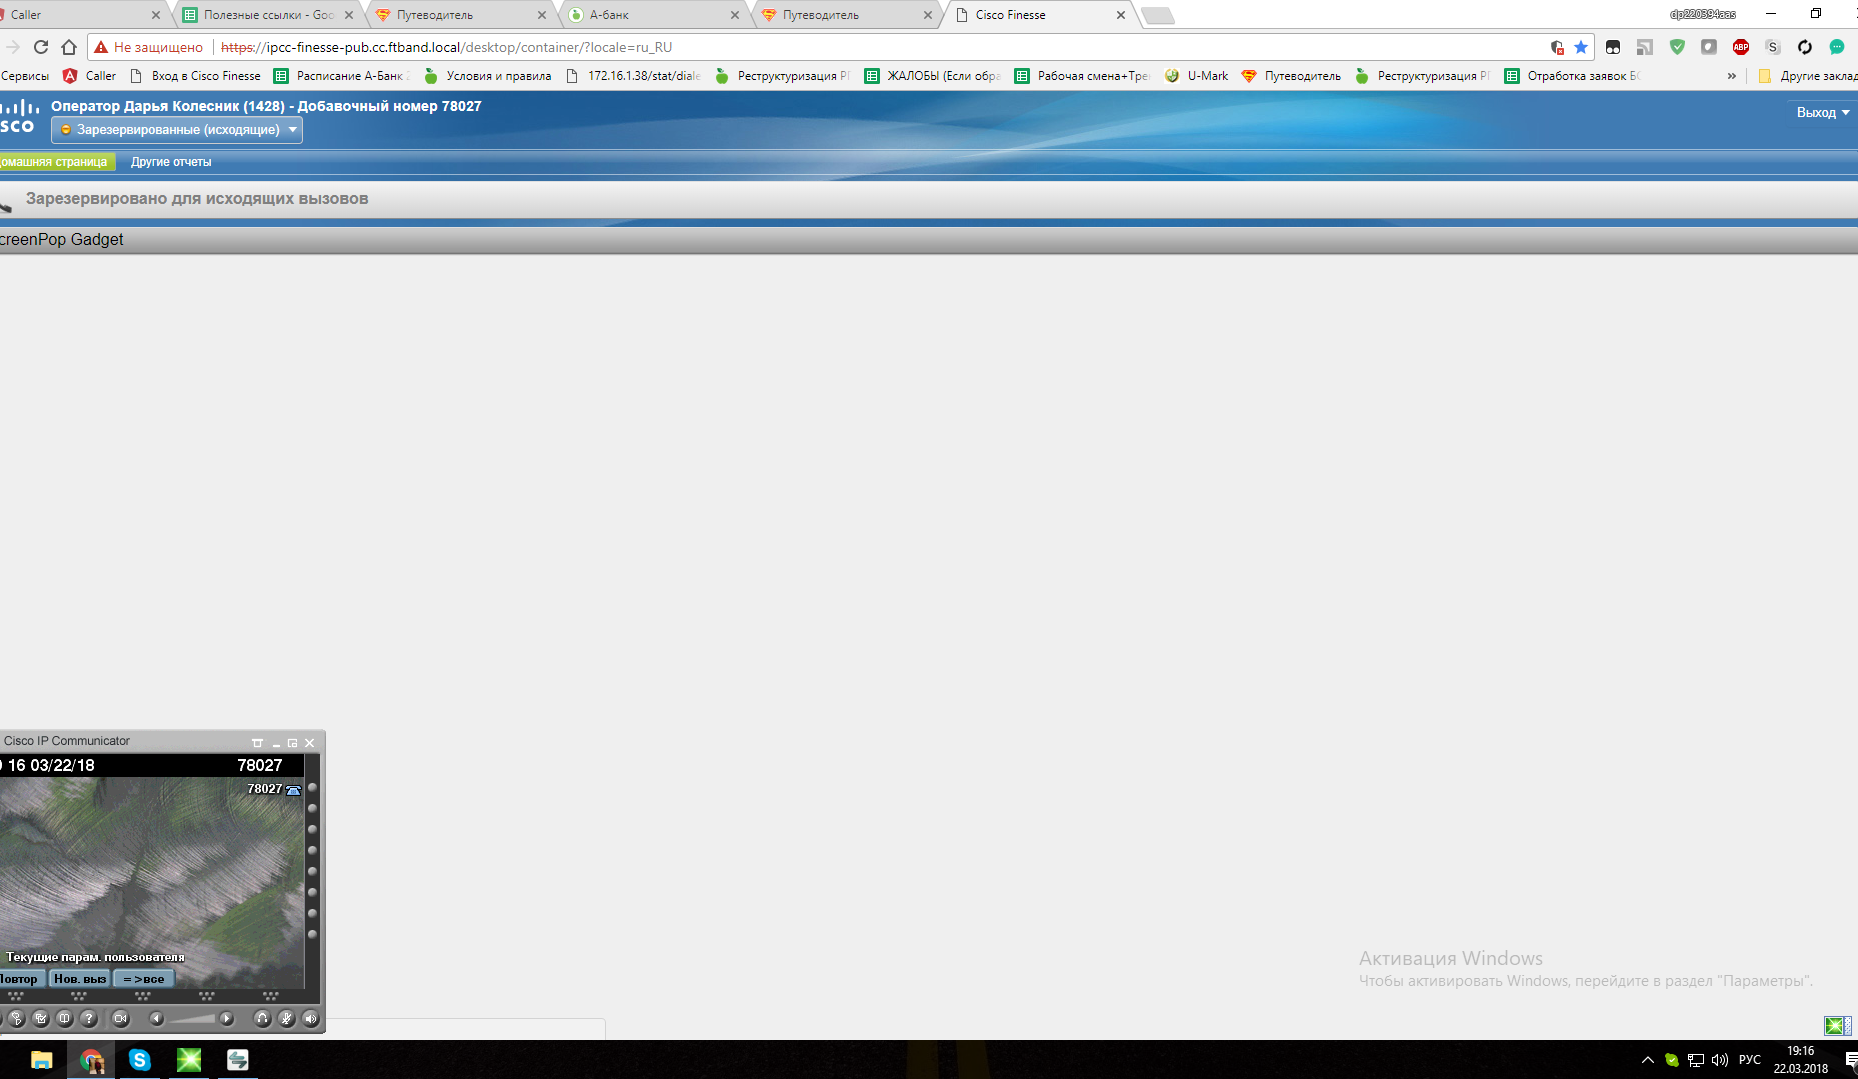 Caller
Полезные ссылки - Goo
Путеводитель
А-банк
Путеводитель
Cisco Finesse
dp220394aas
Не защищено
https://ipcc-finesse-pub.cc.ftband.local/desktop/container/?locale=ru_RU
ABP
S
Сервисы
Caller
Вход в Cisco Finesse
Расписание А-Банк 2
Условия и правила
172.16.1.38/stat/diale
Реструктуризация РГ
ЖАЛОБЫ (Если обра
Рабочая смена+Тре
U-Mark
Путеводитель
Реструктуризация РГ
Отработка заявок БС
»
Другие заклад
sco
Оператор Дарья Колесник (1428) - Добавочный номер 78027
Зарезервированные (исходящие)
Выход
омашняя страница
Другие отчеты
Зарезервировано для исходящих вызовов
creenPop Gadget
Cisco IP Communicator
16 03/22/18
78027
78027
Текущие парам. пользователя
Повтор
Нов. выз
=>все
?
Активация Windows
Чтобы активировать Windows, перейдите в раздел "Параметры".
РУС
19:16
22.03.2018